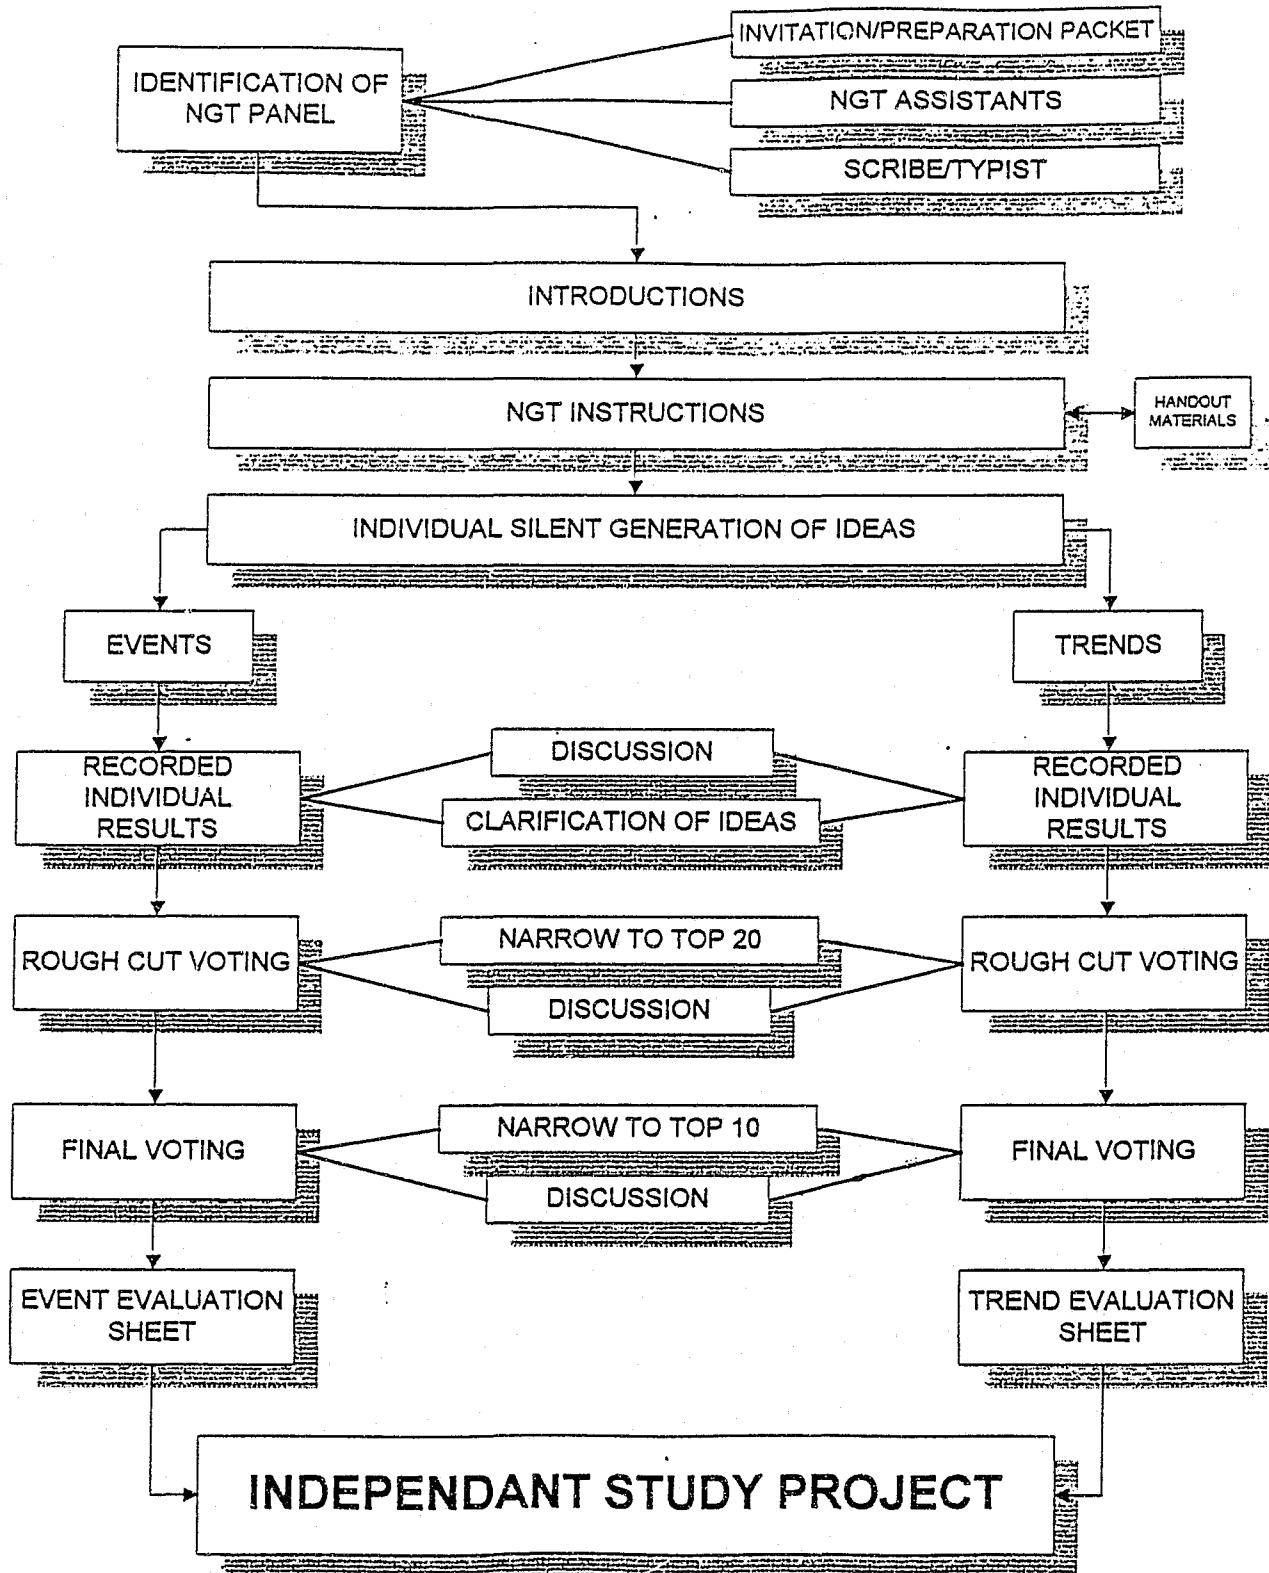 INVITATION/PREPARATION PACKET
IDENTIFICATION OF
NGT PANEL
NGT ASSISTANTS
SCRIBE/TYPIST
INTRODUCTIONS
NGT INSTRUCTIONS
HANDOUT
MATERIALS
INDIVIDUAL SILENT GENERATION OF IDEAS
EVENTS
TRENDS
RECORDED
INDIVIDUAL
RESULTS
DISCUSSION
CLARIFICATION OF IDEAS
RECORDED
INDIVIDUAL
RESULTS
ROUGH CUT VOTING
NARROW TO TOP 20
DISCUSSION
ROUGH CUT VOTING
FINAL VOTING
NARROW TO TOP 10
DISCUSSION
FINAL VOTING
EVENT EVALUATION
SHEET
TREND EVALUATION
SHEET
INDEPENDANT STUDY PROJECT